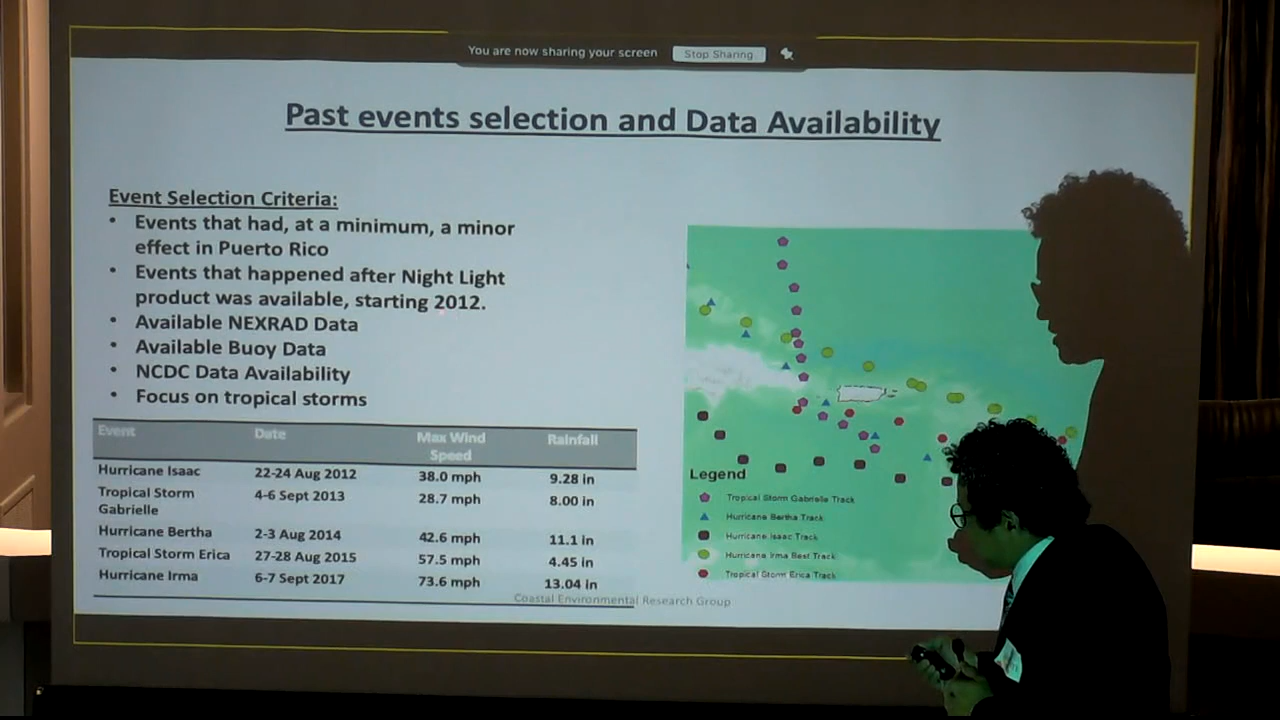 You are now sharing your screen Stop Sharing
Past events selection and Data Availability
Event Selection Criteria:
• Events that had, at a minimum, a minor
effect in Puerto Rico
• Events that happened after Night Light
product was available, starting 2012.
• Available NEXRAD Data
• Available Buoy Data
• NCDC Data Availability
• Focus on tropical storms
Event Date Max Wind Rainfall
Speed
Hurricane Isaac 22-24 Aug 2012 38.0 mph 9.28 in
Tropical Storm 4-6 Sept 2013 28.7 mph 8.00 in
Gabrielle
Hurricane Bertha 2-3 Aug 2014 42.6 mph 11.1 in
Tropical Storm Erica 27-28 Aug 2015 57.5 mph 4.45 in
Hurricane Irma 6-7 Sept 2017 73.6 mph 13.04 in
Legend
Tropical Storm Gabrielle Track
Hurricane Bertha Track
Hurricane Isaac Track
Hurricane Irma Best Track
Tropical Storm Erica Track
Coastal Environmental Research Group